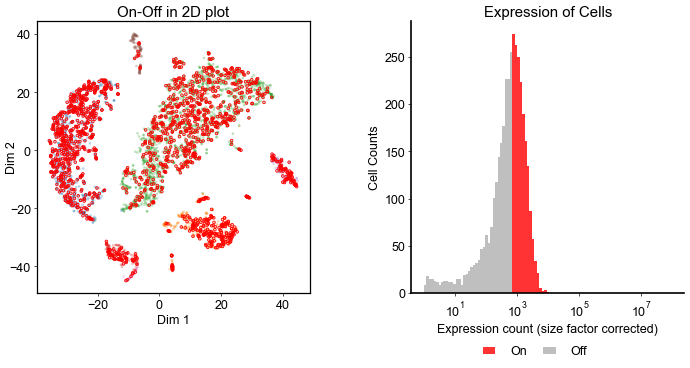 On-Off in 2D plot
40
20
0
−20
−40
Dim 2
−20
0
20
40
Dim 1
Expression of Cells
250
200
150
100
50
0
Cell Counts
10^1
10^3
10^5
10^7
Expression count (size factor corrected)
On
Off